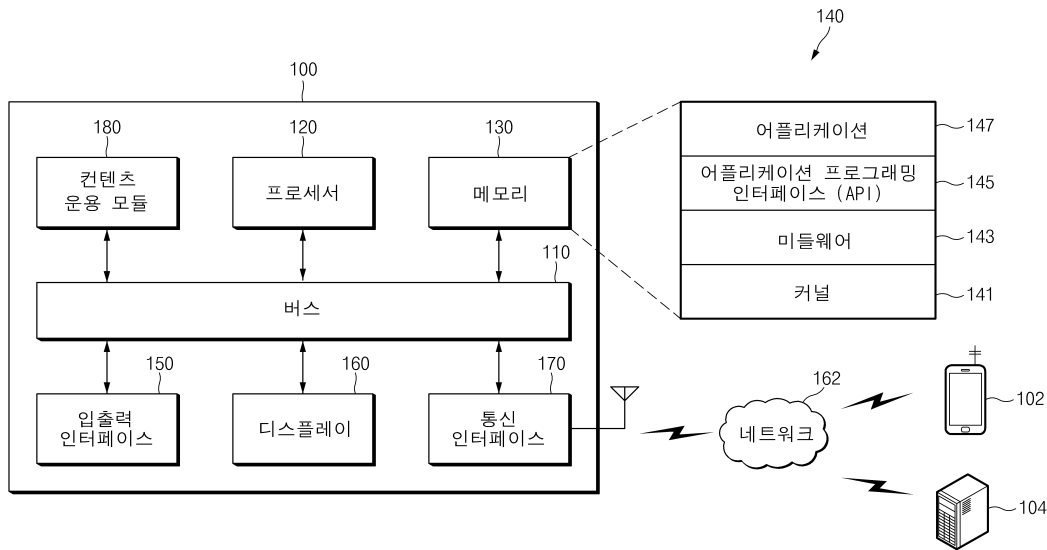 140
100
180
120
130
컨텐츠
운용 모듈
프로세서
메모리
어플리케이션
147
어플리케이션 프로그래밍
인터페이스 (API)
145
미들웨어
143
커널
141
110
버스
150
160
170
입출력
인터페이스
디스플레이
통신
인터페이스
162
네트워크
102
104